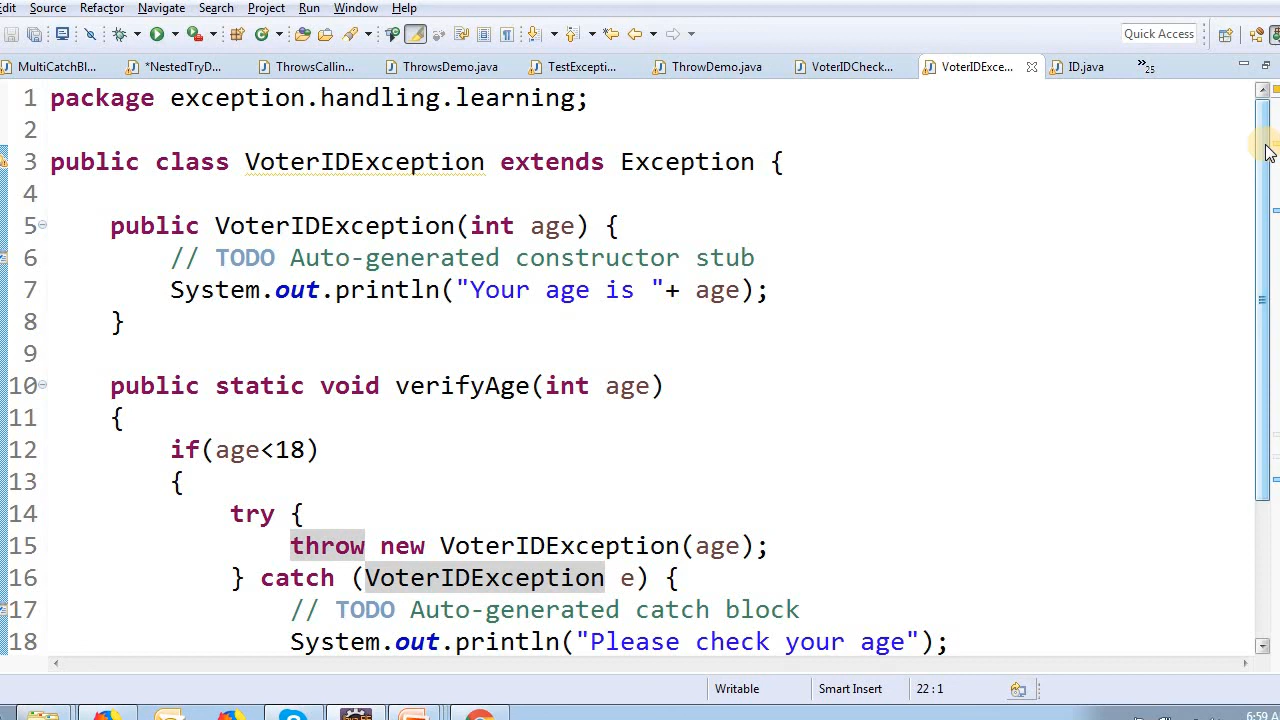 dit Source Refactor Navigate Search Project Run Window Help
Quick Access
MultiCatchBl... *NestedTryD... ThrowsCallin... ThrowsDemo.java TestExcepti... ThrowDemo.java VoterIDCheck... VoterIDExce... ID.java »25
1 package exception.handling.learning;
2
3 public class VoterIDException extends Exception {
4
5 public VoterIDException(int age) {
6 // TODO Auto-generated constructor stub
7 System.out.println("Your age is "+ age);
8 }
9
10 public static void verifyAge(int age)
11 {
12 if(age<18)
13 {
14 try {
15 throw new VoterIDException(age);
16 } catch (VoterIDException e) {
17 // TODO Auto-generated catch block
18 System.out.println("Please check your age");
Writable Smart Insert 22 : 1
6:59 A